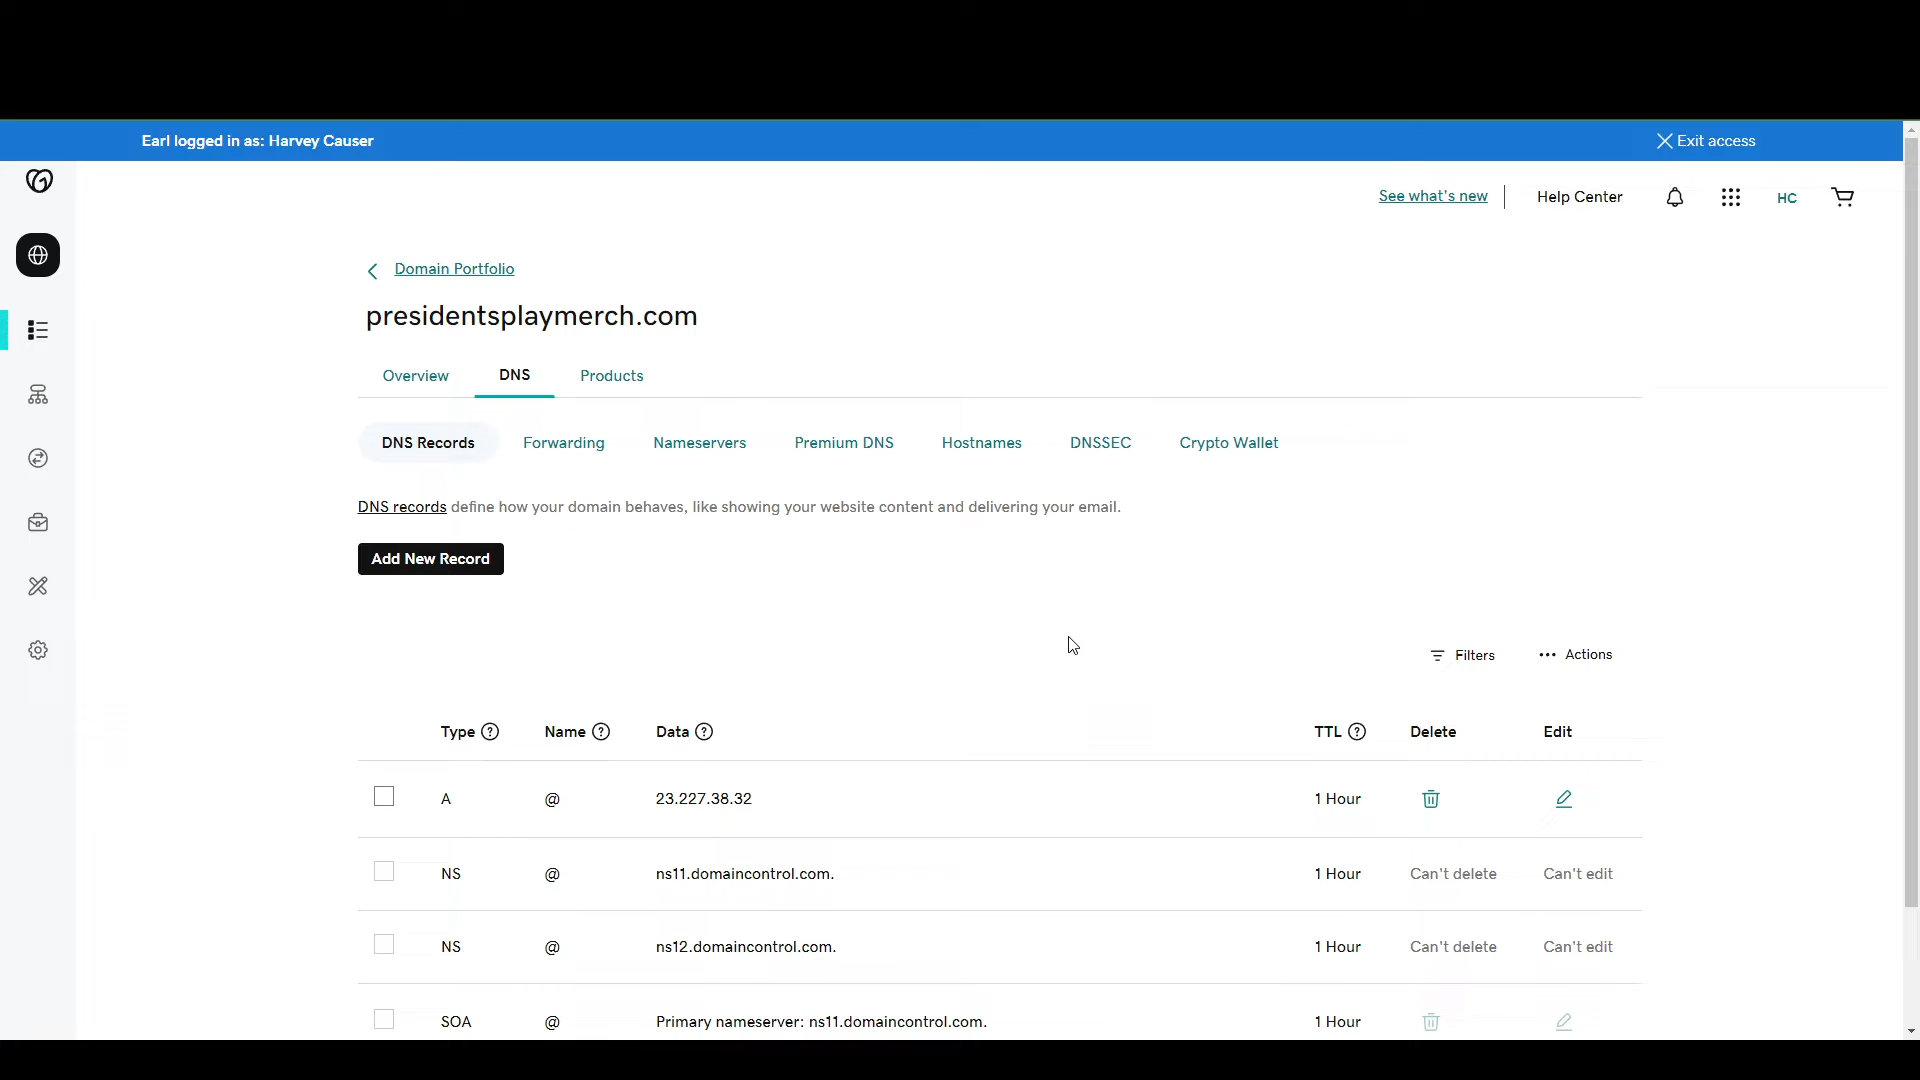 Earl logged in as: Harvey Causer
Exit access
See what's new
Help Center
HC
Domain Portfolio
presidentsplaymerch.com
Overview DNS Products
DNS Records Forwarding Nameservers Premium DNS Hostnames DNSSEC Crypto Wallet
DNS records define how your domain behaves, like showing your website content and delivering your email.
Add New Record
Filters ••• Actions
Type ? Name ? Data ? TTL ? Delete Edit
A @ 23.227.38.32 1 Hour
NS @ ns11.domaincontrol.com. 1 Hour Can't delete Can't edit
NS @ ns12.domaincontrol.com. 1 Hour Can't delete Can't edit
SOA @ Primary nameserver: ns11.domaincontrol.com. 1 Hour